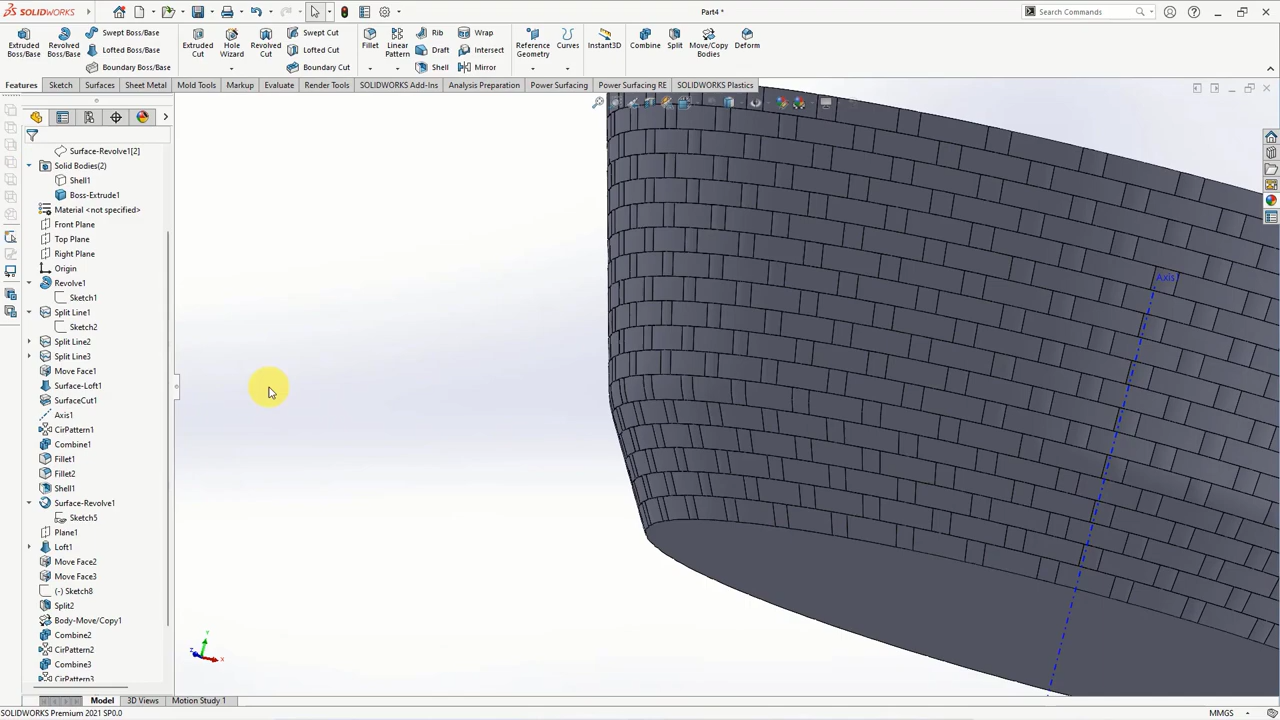 SOLIDWORKS
Part4 *
Search Commands
Extruded Boss/Base
Revolved Boss/Base
Swept Boss/Base
Lofted Boss/Base
Boundary Boss/Base
Extruded Cut
Hole Wizard
Revolved Cut
Swept Cut
Lofted Cut
Boundary Cut
Fillet
Linear Pattern
Rib
Draft
Shell
Wrap
Intersect
Mirror
Reference Geometry
Curves
Instant3D
Combine
Split
Move/Copy Bodies
Deform
Features
Sketch
Surfaces
Sheet Metal
Mold Tools
Markup
Evaluate
Render Tools
SOLIDWORKS Add-Ins
Analysis Preparation
Power Surfacing
Power Surfacing RE
SOLIDWORKS Plastics
Surface-Revolve1[2]
Solid Bodies(2)
Shell1
Boss-Extrude1
Material <not specified>
Front Plane
Top Plane
Right Plane
Origin
Revolve1
Sketch1
Split Line1
Sketch2
Split Line2
Split Line3
Move Face1
Surface-Loft1
SurfaceCut1
Axis1
CirPattern1
Combine1
Fillet1
Fillet2
Shell1
Surface-Revolve1
Sketch5
Plane1
Loft1
Move Face2
Move Face3
(-) Sketch8
Split2
Body-Move/Copy1
Combine2
CirPattern2
Combine3
CirPattern3
Y
Z
X
Model
3D Views
Motion Study 1
SOLIDWORKS Premium 2021 SP0.0
MMGS